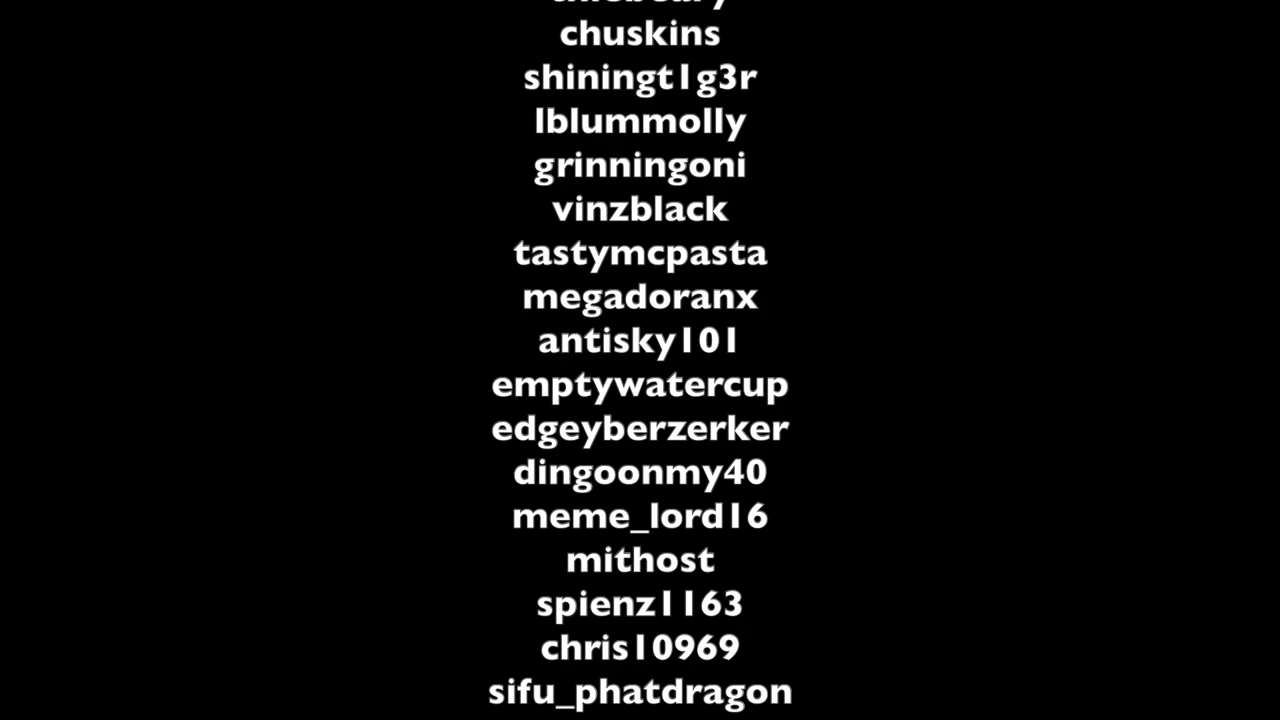 chuskins
shiningt1g3r
lblummolly
grinningoni
vinzblack
tastymcpasta
megadoranx
antisky101
emptywatercup
edgeyberzerker
dingoonmy40
meme_lord16
mithost
spienz1163
chris10969
sifu_phatdragon